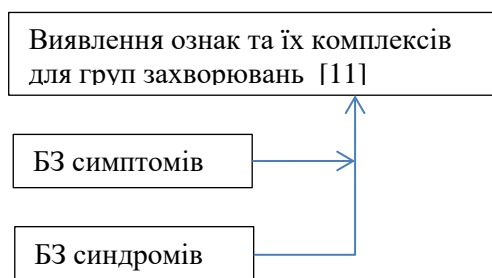 Виявлення ознак та їх комплексів
для груп захворювань [11]
БЗ симптомів
БЗ синдромів